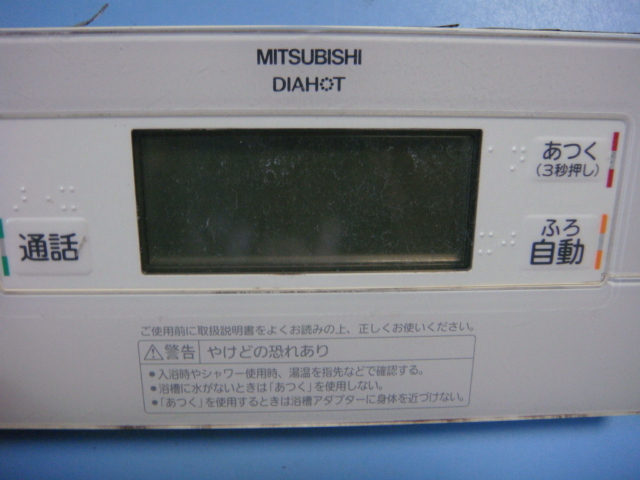 MITSUBISHI
DIAHOT
あつく
(3秒押し)
通話
ふろ
自動
ご使用前に取扱説明書をよくお読みの上、正しくお使いください。
⚠警告 やけどの恐れあり
●入浴時やシャワー使用時、湯温を指先などで確認する。
●浴槽に水がないときは「あつく」を使用しない。
●「あつく」を使用するときは浴槽アダプターに身体を近づけない。